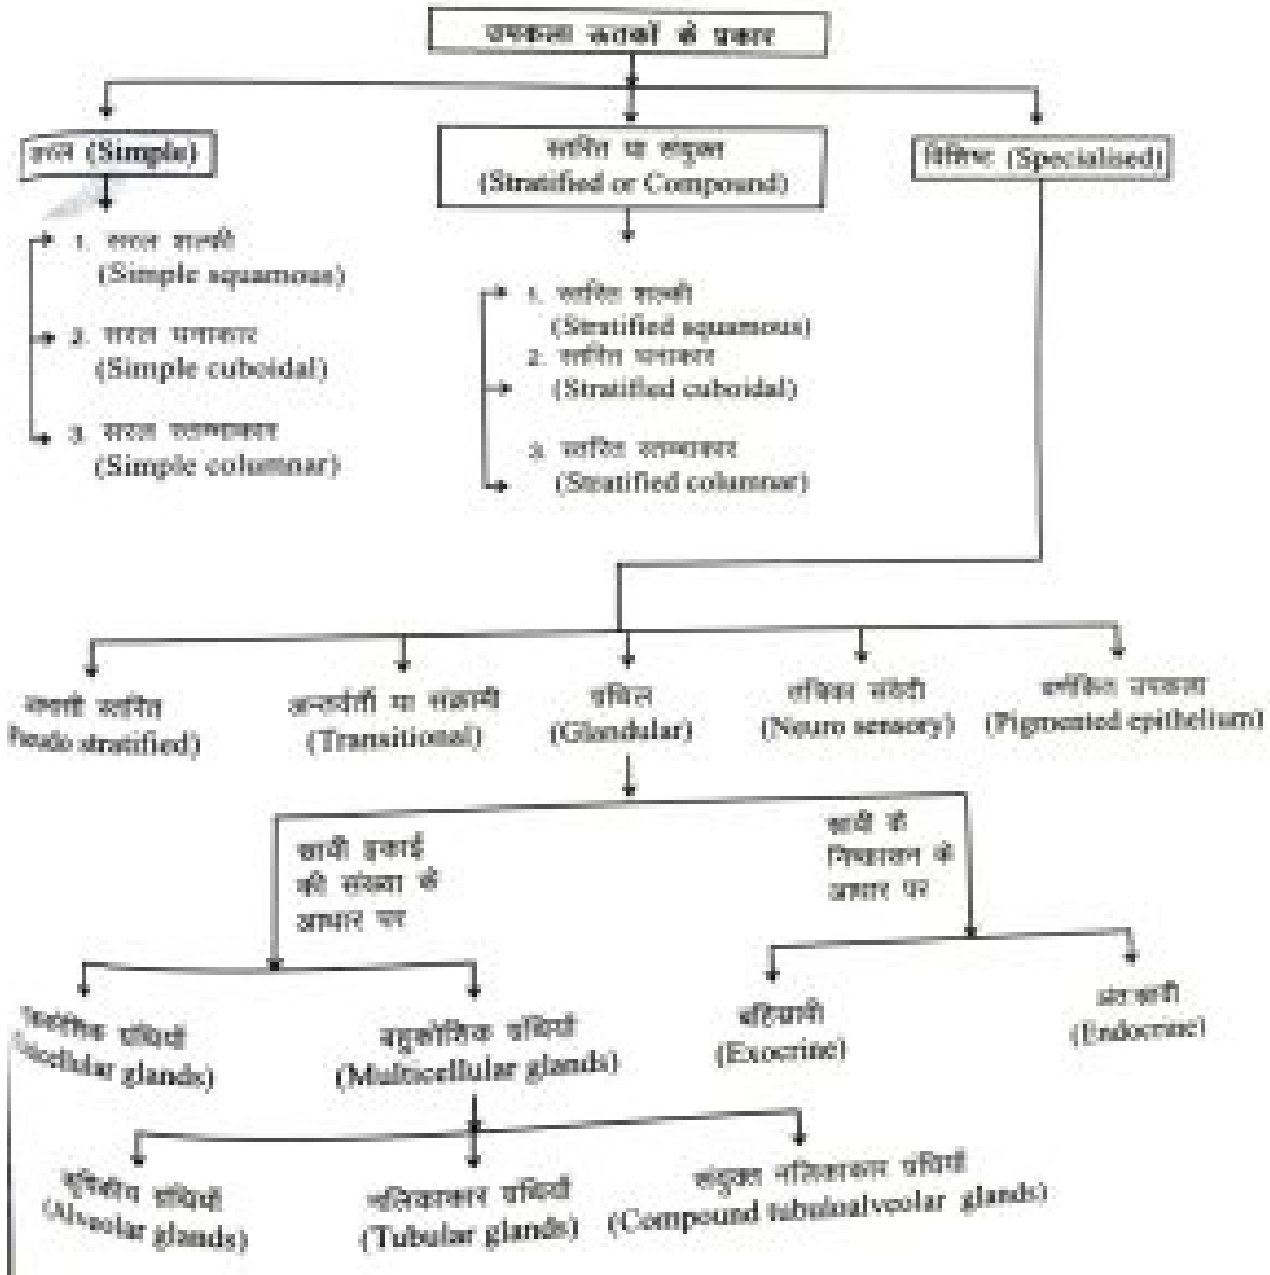 उपकला ऊतकों के प्रकार
सरल (Simple)
स्तरित या संयुक्त
(Stratified or Compound)
विशिष्ट (Specialised)
1. सरल शल्की
(Simple squamous)
2. सरल घनाकार
(Simple cuboidal)
3. सरल स्तम्भाकार
(Simple columnar)
1. स्तरित शल्की
(Stratified squamous)
2. स्तरित घनाकार
(Stratified cuboidal)
3. स्तरित स्तम्भाकार
(Stratified columnar)
स्तरित
(Pseudo stratified)
अन्तर्वर्ती या संक्रामी
(Transitional)
ग्रंथिल
(Glandular)
तंत्रिका संवेदी
(Neuro sensory)
वर्णकित उपकला
(Pigmented epithelium)
स्रावी इकाई
की संख्या के
आधार पर
स्रावी के
निष्कासन के
आधार पर
ग्रंथियाँ
glands)
बहुकोशिक ग्रंथियाँ
(Multicellular glands)
बहिस्रावी
(Exocrine)
अंतःस्रावी
(Endocrine)
कूपिकीय ग्रंथियाँ
(Alveolar glands)
नलिकाकार ग्रंथियाँ
(Tubular glands)
संयुक्त नलिकाकार ग्रंथियाँ
(Compound tubuloalveolar glands)